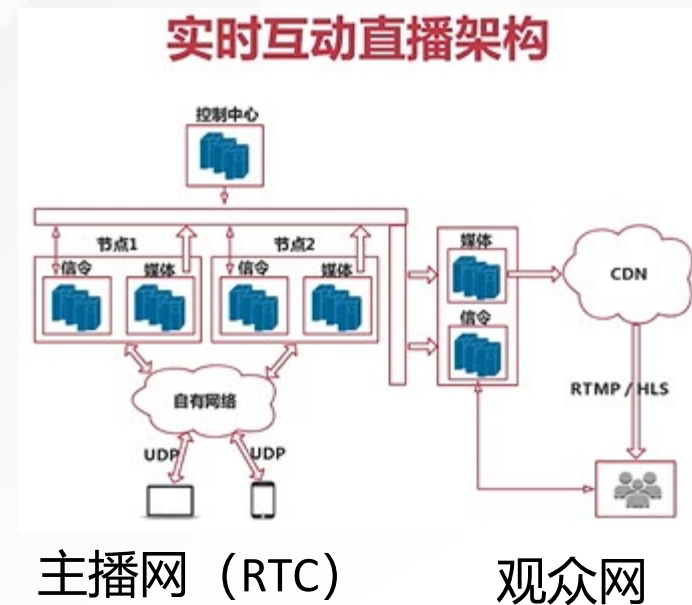 实时互动直播架构
控制中心
节点1
节点2
信令
媒体
信令
媒体
媒体
信令
CDN
自有网络
RTMP / HLS
UDP
UDP
主播网（RTC）
观众网